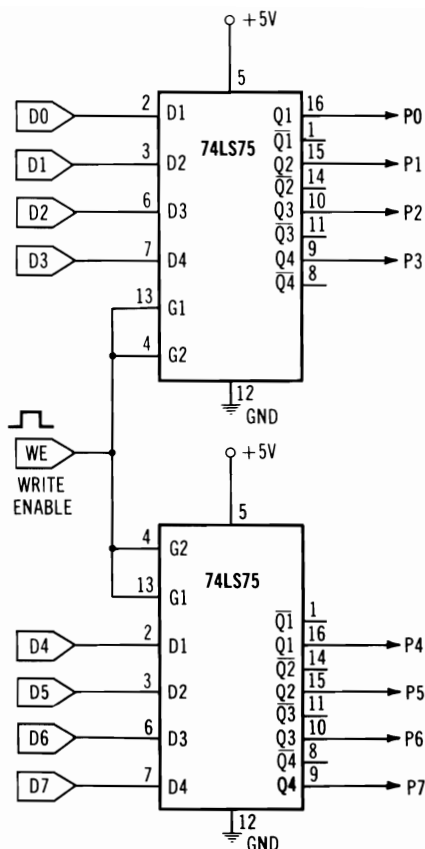 +5V
5
D0 2 D1 Q1 16 P0
Q1 1
74LS75
D1 3 D2 Q2 15 P1
Q2 14
D2 6 D3 Q3 10 P2
Q3 11
D3 7 D4 Q4 9 P3
Q4 8
13 G1
4 G2
12
GND
WE
WRITE
ENABLE
+5V
5
4 G2
74LS75
13 G1
Q1 1
D4 2 D1 Q1 16 P4
Q2 14
D5 3 D2 Q2 15 P5
Q3 11
D6 6 D3 Q3 10 P6
Q4 8
D7 7 D4 Q4 9 P7
12
GND